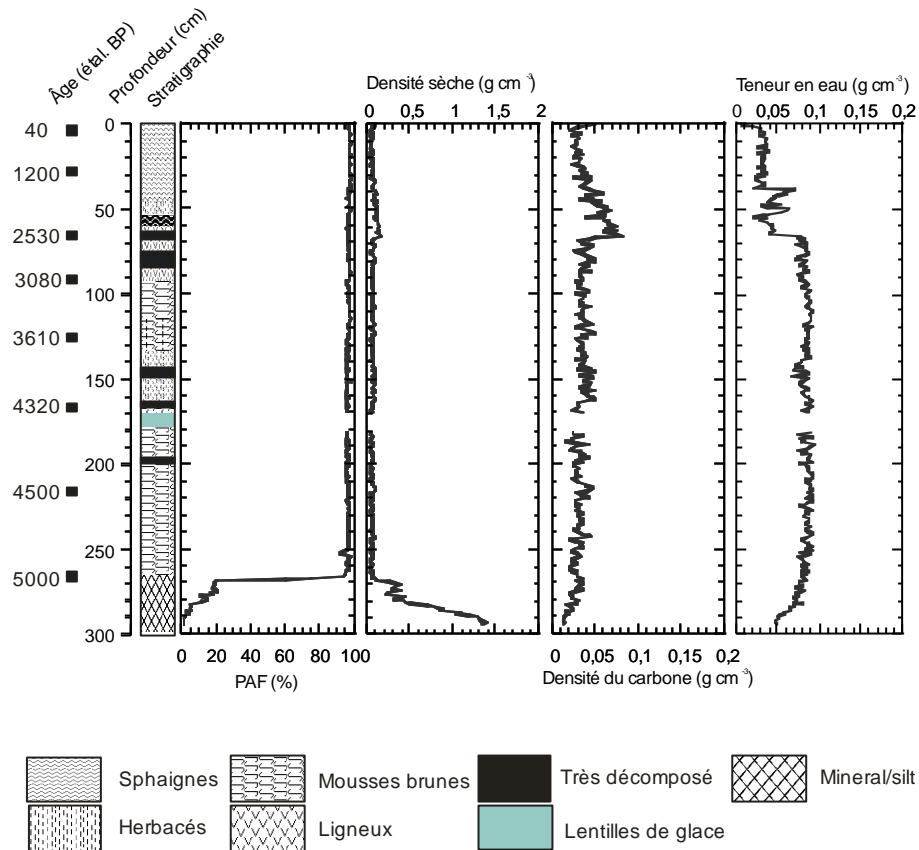 Âge (étal. BP)
Profondeur (cm)
Stratigraphie
Densité sèche (g cm⁻³)
Teneur en eau (g cm⁻³)
0 0,5 1 1,5 2
0 0,05 0,1 0,15 0,2
40
1200
2530
3080
3610
4320
4500
5000
0
50
100
150
200
250
300
0 20 40 60 80 100
PAF (%)
0 0,05 0,1 0,15 0,2
Densité du carbone (g cm⁻³)
Sphaignes
Mousses brunes
Très décomposé
Mineral/silt
Herbacés
Ligneux
Lentilles de glace